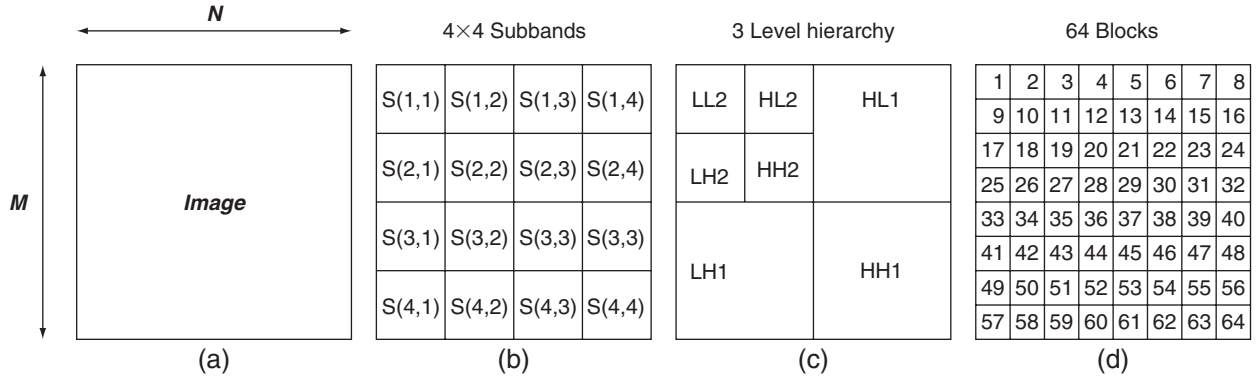 N
4×4 Subbands
3 Level hierarchy
64 Blocks
M
Image
S(1,1) S(1,2) S(1,3) S(1,4)
S(2,1) S(2,2) S(2,3) S(2,4)
S(3,1) S(3,2) S(3,3) S(3,3)
S(4,1) S(4,2) S(4,3) S(4,4)
LL2 HL2 HL1
LH2 HH2
LH1 HH1
1 2 3 4 5 6 7 8
9 10 11 12 13 14 15 16
17 18 19 20 21 22 23 24
25 26 27 28 29 30 31 32
33 34 35 36 37 38 39 40
41 42 43 44 45 46 47 48
49 50 51 52 53 54 55 56
57 58 59 60 61 62 63 64
(a)
(b)
(c)
(d)